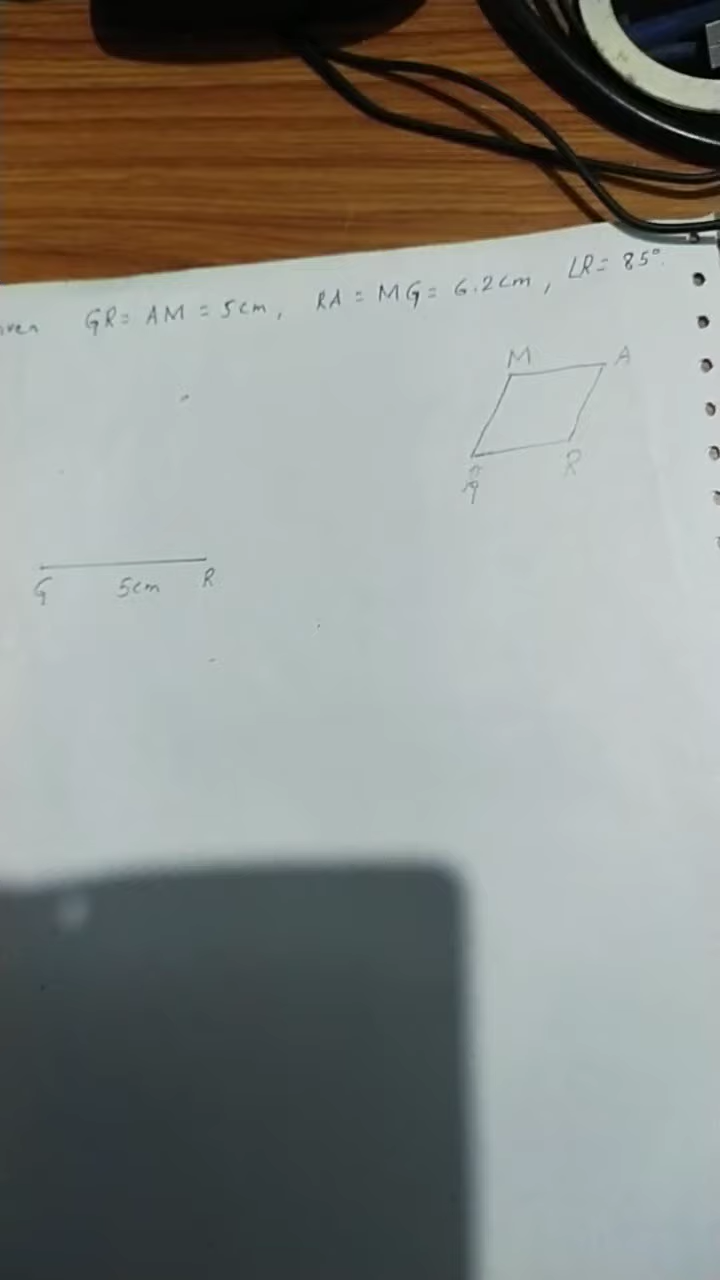 GR = AM = 5cm, RA = MG = 6.2cm, ∠R = 85°.
M A
G R
G 5cm R